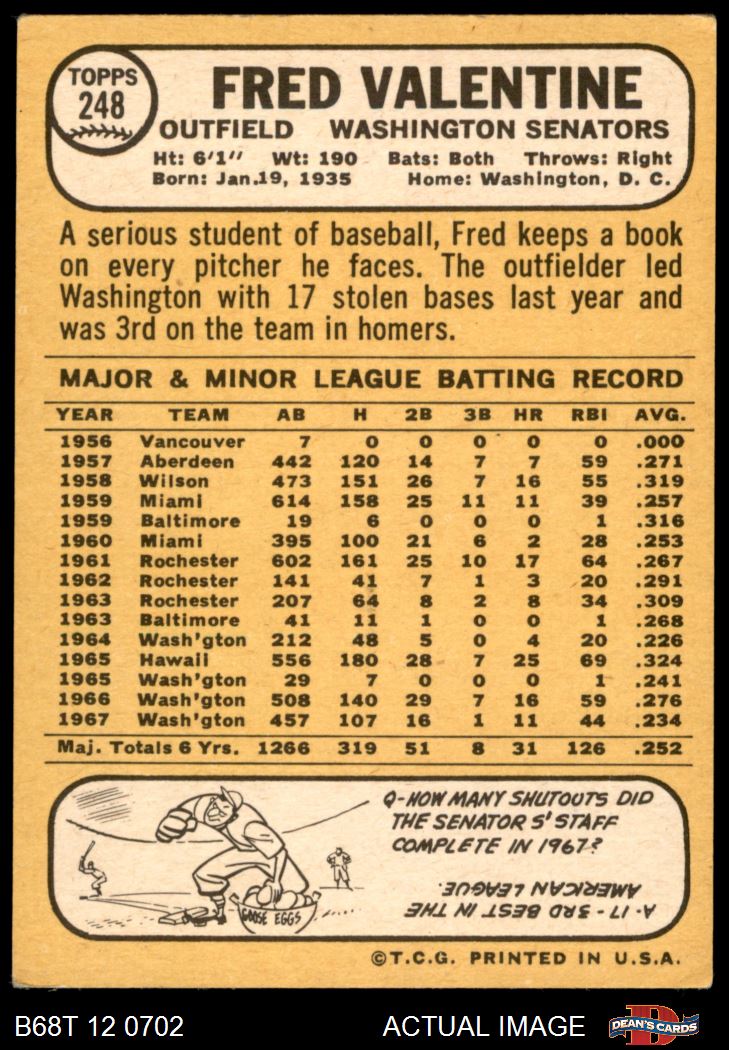 TOPPS
248
FRED VALENTINE
OUTFIELD WASHINGTON SENATORS
Ht: 6'1" Wt: 190 Bats: Both Throws: Right
Born: Jan.19, 1935 Home: Washington, D. C.
A serious student of baseball, Fred keeps a book
on every pitcher he faces. The outfielder led
Washington with 17 stolen bases last year and
was 3rd on the team in homers.
MAJOR & MINOR LEAGUE BATTING RECORD
YEAR TEAM AB H 2B 3B HR RBI AVG.
1956 Vancouver 7 0 0 0 0 0 .000
1957 Aberdeen 442 120 14 7 7 59 .271
1958 Wilson 473 151 26 7 16 55 .319
1959 Miami 614 158 25 11 11 39 .257
1959 Baltimore 19 6 0 0 0 1 .316
1960 Miami 395 100 21 6 2 28 .253
1961 Rochester 602 161 25 10 17 64 .267
1962 Rochester 141 41 7 1 3 20 .291
1963 Rochester 207 64 8 2 8 34 .309
1963 Baltimore 41 11 1 0 0 1 .268
1964 Wash'gton 212 48 5 0 4 20 .226
1965 Hawaii 556 180 28 7 25 69 .324
1965 Wash'gton 29 7 0 0 0 1 .241
1966 Wash'gton 508 140 29 7 16 59 .276
1967 Wash'gton 457 107 16 1 11 44 .234
Maj. Totals 6 Yrs. 1266 319 51 8 31 126 .252
Q-HOW MANY SHUTOUTS DID
THE SENATORS' STAFF
COMPLETE IN 1967?
A-17 - 3RD BEST IN THE
AMERICAN LEAGUE.
GOOSE EGGS
©T.C.G. PRINTED IN U.S.A.
B68T 12 0702 ACTUAL IMAGE
D
DEAN'S CARDS